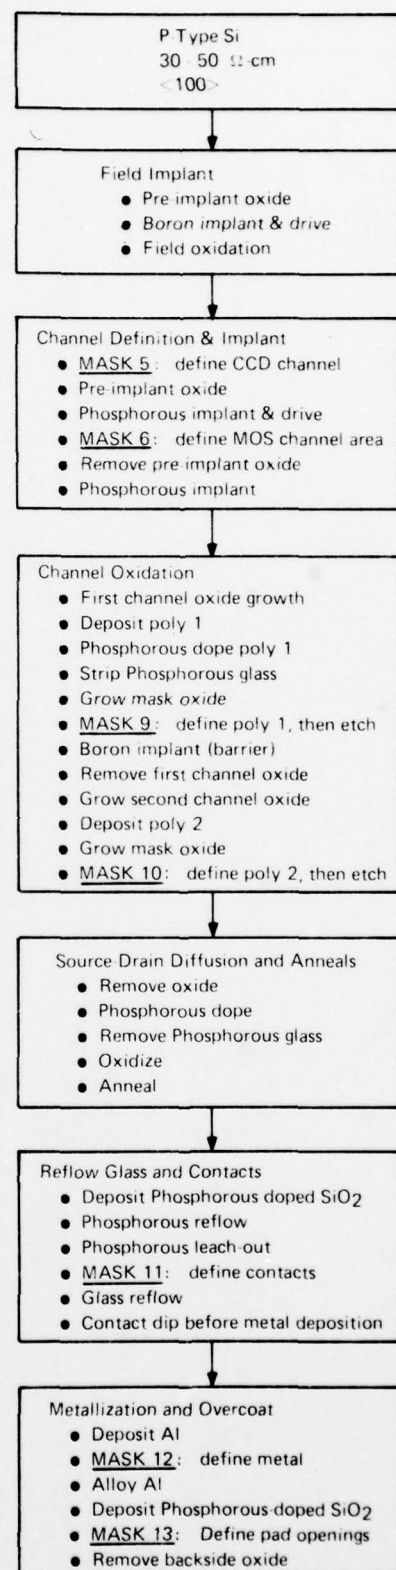 P Type Si
30 50 Ω-cm
<100>
Field Implant
• Pre implant oxide
• Boron implant & drive
• Field oxidation
Channel Definition & Implant
• MASK 5: define CCD channel
• Pre-implant oxide
• Phosphorous implant & drive
• MASK 6: define MOS channel area
• Remove pre implant oxide
• Phosphorous implant
Channel Oxidation
• First channel oxide growth
• Deposit poly 1
• Phosphorous dope poly 1
• Strip Phosphorous glass
• Grow mask oxide
• MASK 9: define poly 1, then etch
• Boron implant (barrier)
• Remove first channel oxide
• Grow second channel oxide
• Deposit poly 2
• Grow mask oxide
• MASK 10: define poly 2, then etch
Source-Drain Diffusion and Anneals
• Remove oxide
• Phosphorous dope
• Remove Phosphorous glass
• Oxidize
• Anneal
Reflow Glass and Contacts
• Deposit Phosphorous doped SiO2
• Phosphorous reflow
• Phosphorous leach-out
• MASK 11: define contacts
• Glass reflow
• Contact dip before metal deposition
Metallization and Overcoat
• Deposit Al
• MASK 12: define metal
• Alloy Al
• Deposit Phosphorous-doped SiO2
• MASK 13: Define pad openings
• Remove backside oxide